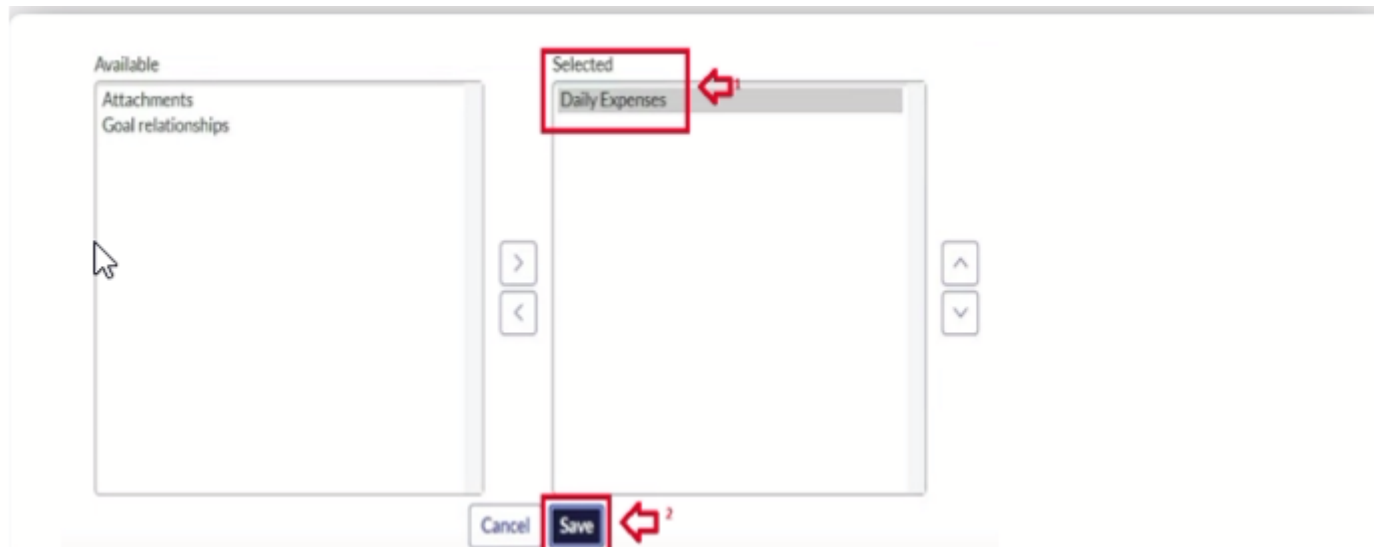 Available
Attachments
Goal relationships
Selected
Daily Expenses
1
Cancel
Save
2